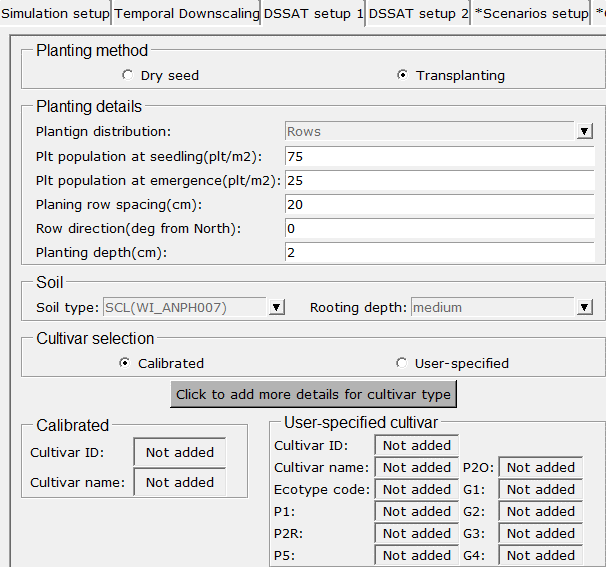 Simulation setup Temporal Downscaling DSSAT setup 1 DSSAT setup 2 *Scenarios setup *
Planting method
Dry seed Transplanting
Planting details
Plantign distribution: Rows
Plt population at seedling(plt/m2): 75
Plt population at emergence(plt/m2): 25
Planing row spacing(cm): 20
Row direction(deg from North): 0
Planting depth(cm): 2
Soil
Soil type: SCL(WI_ANPH007) Rooting depth: medium
Cultivar selection
Calibrated User-specified
Click to add more details for cultivar type
Calibrated
Cultivar ID: Not added
Cultivar name: Not added
User-specified cultivar
Cultivar ID: Not added
Cultivar name: Not added P2O: Not added
Ecotype code: Not added G1: Not added
P1: Not added G2: Not added
P2R: Not added G3: Not added
P5: Not added G4: Not added